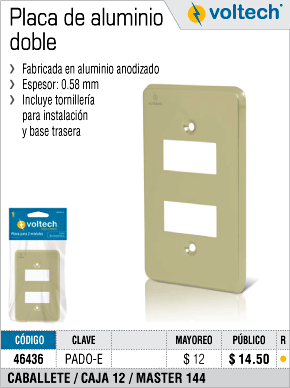 Placa de aluminio
doble
voltech®
› Fabricada en aluminio anodizado
› Espesor: 0.58 mm
› Incluye tornillería
para instalación
y base trasera
voltech
CÓDIGO CLAVE MAYOREO PÚBLICO R
46436 PADO-E $ 12 $ 14.50
CABALLETE / CAJA 12 / MASTER 144